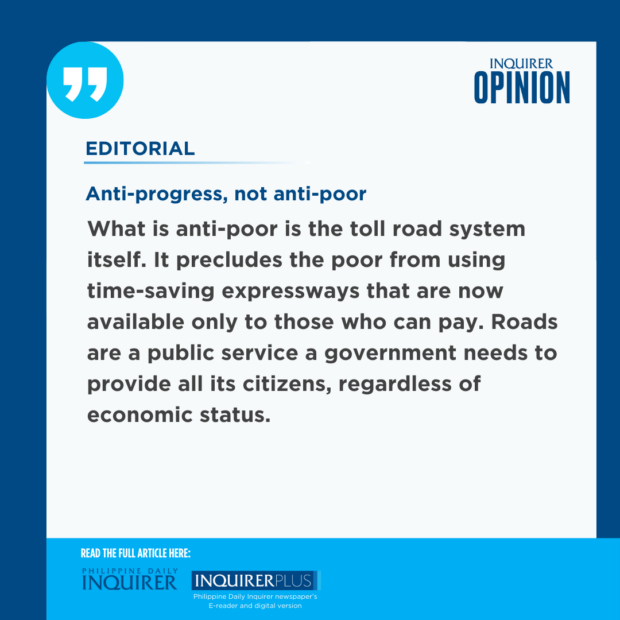 INQUIRER
OPINION
EDITORIAL
Anti-progress, not anti-poor
What is anti-poor is the toll road system
itself. It precludes the poor from using
time-saving expressways that are now
available only to those who can pay. Roads
are a public service a government needs to
provide all its citizens, regardless of
economic status.
READ THE FULL ARTICLE HERE:
PHILIPPINE DAILY
INQUIRER
INQUIRERPLUS
Philippine Daily Inquirer newspaper's
E-reader and digital version